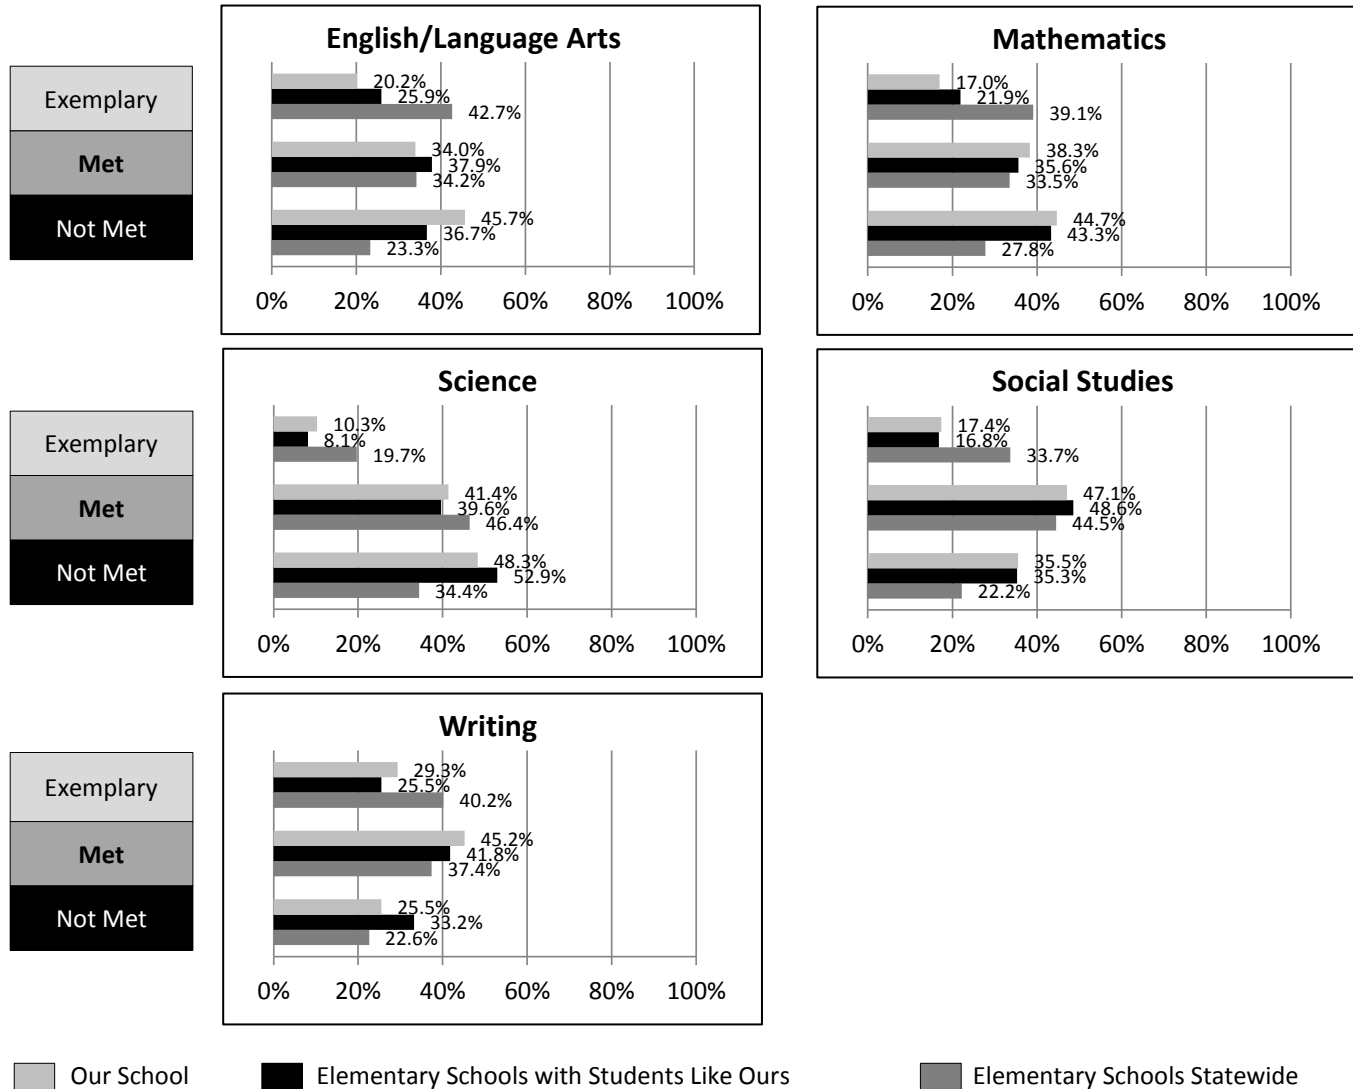 English/Language Arts
Exemplary
Met
Not Met
20.2%
25.9%
42.7%
34.0%
37.9%
34.2%
45.7%
36.7%
23.3%
0% 20% 40% 60% 80% 100%
Mathematics
17.0%
21.9%
39.1%
38.3%
35.6%
33.5%
44.7%
43.3%
27.8%
0% 20% 40% 60% 80% 100%
Science
Exemplary
Met
Not Met
10.3%
8.1%
19.7%
41.4%
39.6%
46.4%
48.3%
52.9%
34.4%
0% 20% 40% 60% 80% 100%
Social Studies
17.4%
16.8%
33.7%
47.1%
48.6%
44.5%
35.5%
35.3%
22.2%
0% 20% 40% 60% 80% 100%
Writing
Exemplary
Met
Not Met
29.3%
25.5%
40.2%
45.2%
41.8%
37.4%
25.5%
33.2%
22.6%
0% 20% 40% 60% 80% 100%
Our School Elementary Schools with Students Like Ours Elementary Schools Statewide